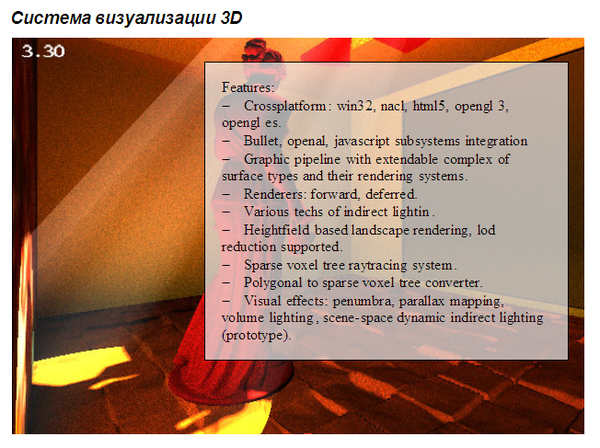 Система визуализации 3D
3.30
Features:
– Crossplatform: win32, nacl, html5, opengl 3,
opengl es.
– Bullet, openal, javascript subsystems integration
– Graphic pipeline with extendable complex of
surface types and their rendering systems.
– Renderers: forward, deferred.
– Various techs of indirect lightin.
– Heightfield based landscape rendering, lod
reduction supported.
– Sparse voxel tree raytracing system.
– Polygonal to sparse voxel tree converter.
– Visual effects: penumbra, parallax mapping,
volume lighting, scene-space dynamic indirect lighting
(prototype).